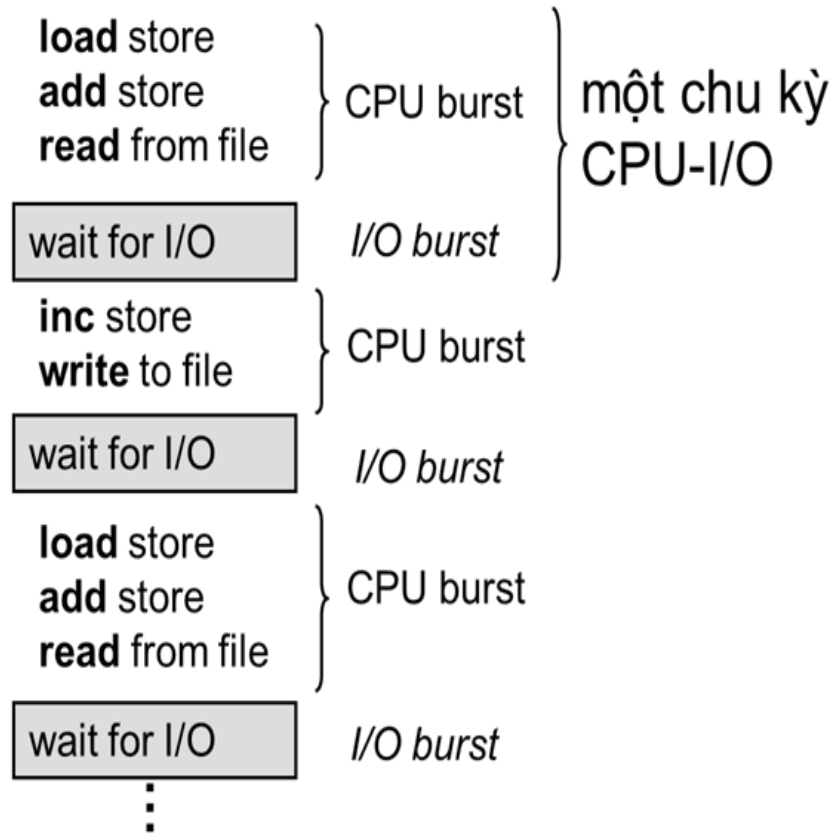 load store
add store
read from file
CPU burst
một chu kỳ
CPU-I/O
wait for I/O
I/O burst
inc store
write to file
CPU burst
wait for I/O
I/O burst
load store
add store
read from file
CPU burst
wait for I/O
I/O burst